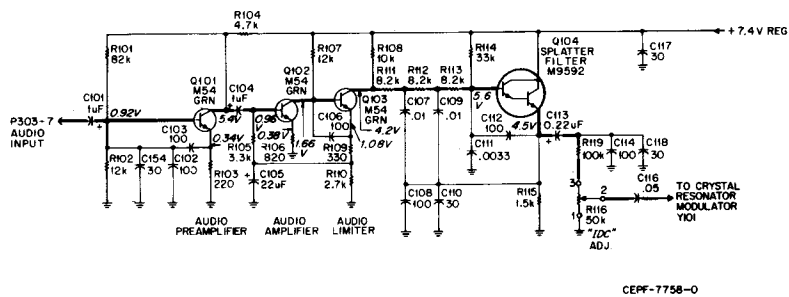 R104
4.7k
+7.4V REG
R101
82k
R107
12k
R108
10k
R114
33k
Q104
SPLATTER
FILTER
M9592
C117
30
Q101
M54
GRN
C104
1uF
Q102
M54
GRN
R111
8.2k
R112
8.2k
R113
8.2k
C101
1uF
P303-7
AUDIO
INPUT
0.92V
+
5.4V
0.96
V
Q103
M54
GRN
4.2V
C107
.01
C109
.01
5.6
V
C113
0.22uF
C103
100
0.34V
0.38V
1.66
V
C106
100
1.08V
C112
100
4.5V
+
R102
12k
C154
30
C102
100
R103
220
R105
3.3k
R106
820
+
C105
22uF
R109
330
R110
2.7k
C111
.0033
R119
100k
C114
100
C118
30
C108
100
C110
30
R115
1.5k
3
2
1
C116
.05
R116
50k
"IDC"
ADJ.
TO CRYSTAL
RESONATOR
MODULATOR
Y101
AUDIO
PREAMPLIFIER
AUDIO
AMPLIFIER
AUDIO
LIMITER
CEPF-7758-O